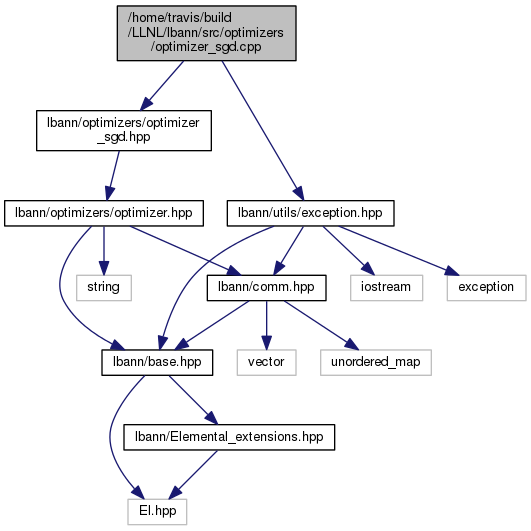 /home/travis/build
/LLNL/lbann/src/optimizers
/optimizer_sgd.cpp
lbann/optimizers/optimizer
_sgd.hpp
lbann/optimizers/optimizer.hpp
lbann/utils/exception.hpp
string
lbann/comm.hpp
iostream
exception
lbann/base.hpp
vector
unordered_map
lbann/Elemental_extensions.hpp
El.hpp